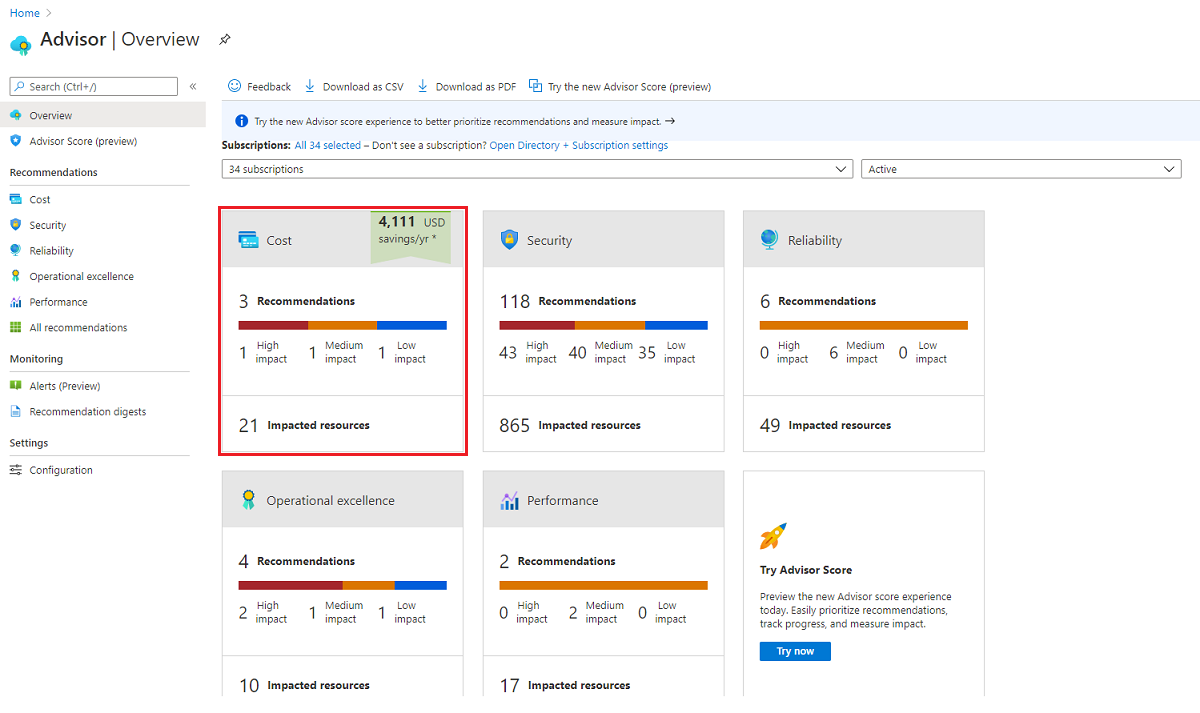 Home
Advisor | Overview
Search (Ctrl+/)
«
Overview
Advisor Score (preview)
Recommendations
Cost
Security
Reliability
Operational excellence
Performance
All recommendations
Monitoring
Alerts (Preview)
Recommendation digests
Settings
Configuration
Feedback Download as CSV Download as PDF Try the new Advisor Score (preview)
Try the new Advisor score experience to better prioritize recommendations and measure impact. →
Subscriptions: All 34 selected – Don't see a subscription? Open Directory + Subscription settings
34 subscriptions Active
Cost
4,111 USD
savings/yr *
3 Recommendations
1 High impact 1 Medium impact 1 Low impact
21 Impacted resources
Security
118 Recommendations
43 High impact 40 Medium impact 35 Low impact
865 Impacted resources
Reliability
6 Recommendations
0 High impact 6 Medium impact 0 Low impact
49 Impacted resources
Operational excellence
4 Recommendations
2 High impact 1 Medium impact 1 Low impact
10 Impacted resources
Performance
2 Recommendations
0 High impact 2 Medium impact 0 Low impact
17 Impacted resources
Try Advisor Score
Preview the new Advisor score experience
today. Easily prioritize recommendations,
track progress, and measure impact.
Try now